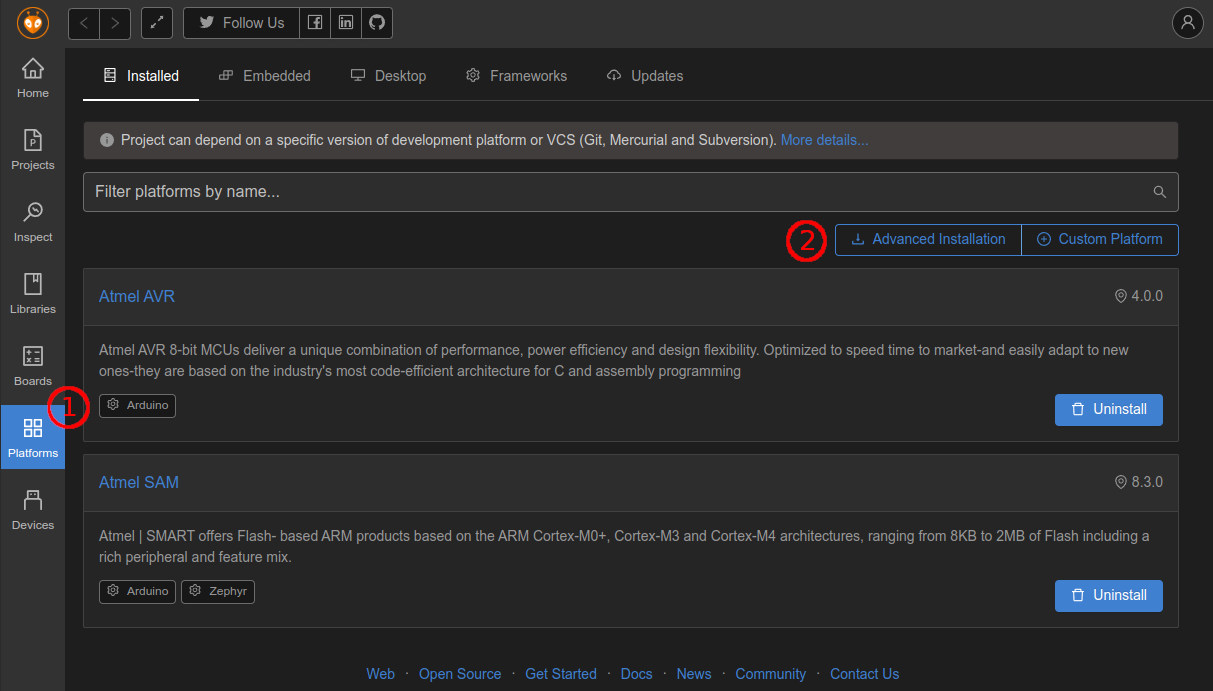 < > Follow Us
Home
Projects
Inspect
Libraries
Boards
Platforms
Devices
1
Installed Embedded Desktop Frameworks Updates
Project can depend on a specific version of development platform or VCS (Git, Mercurial and Subversion). More details...
Filter platforms by name...
2 Advanced Installation Custom Platform
Atmel AVR 4.0.0
Atmel AVR 8-bit MCUs deliver a unique combination of performance, power efficiency and design flexibility. Optimized to speed time to market-and easily adapt to new
ones-they are based on the industry's most code-efficient architecture for C and assembly programming
Arduino Uninstall
Atmel SAM 8.3.0
Atmel | SMART offers Flash- based ARM products based on the ARM Cortex-M0+, Cortex-M3 and Cortex-M4 architectures, ranging from 8KB to 2MB of Flash including a
rich peripheral and feature mix.
Arduino Zephyr Uninstall
Web · Open Source · Get Started · Docs · News · Community · Contact Us